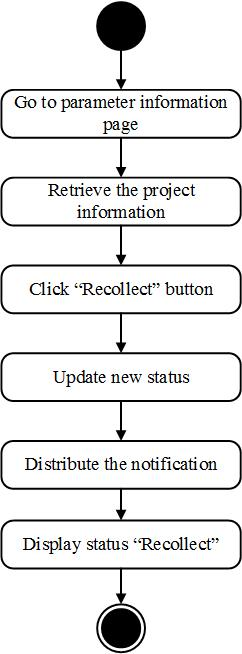 Go to parameter information
page
Retrieve the project
information
Click “Recollect” button
Update new status
Distribute the notification
Display status “Recollect”